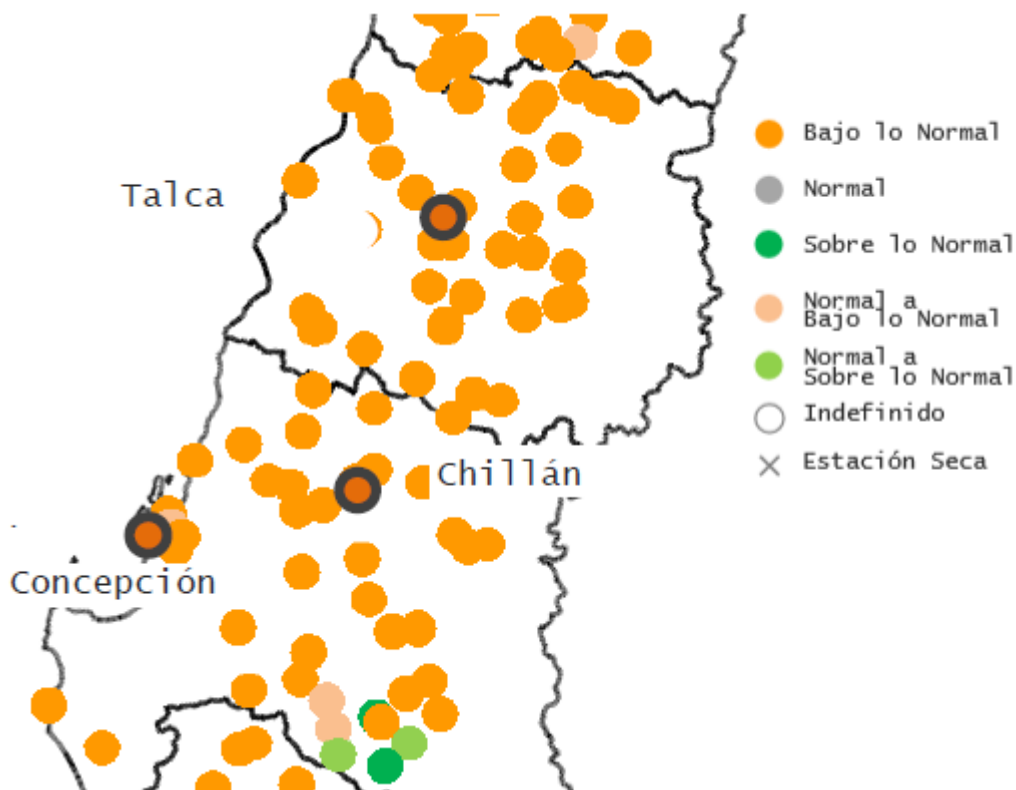 Talca
Chillán
Concepción
Bajo lo Normal
Normal
Sobre lo Normal
Normal a
Bajo lo Normal
Normal a
Sobre lo Normal
Indefinido
Estación Seca